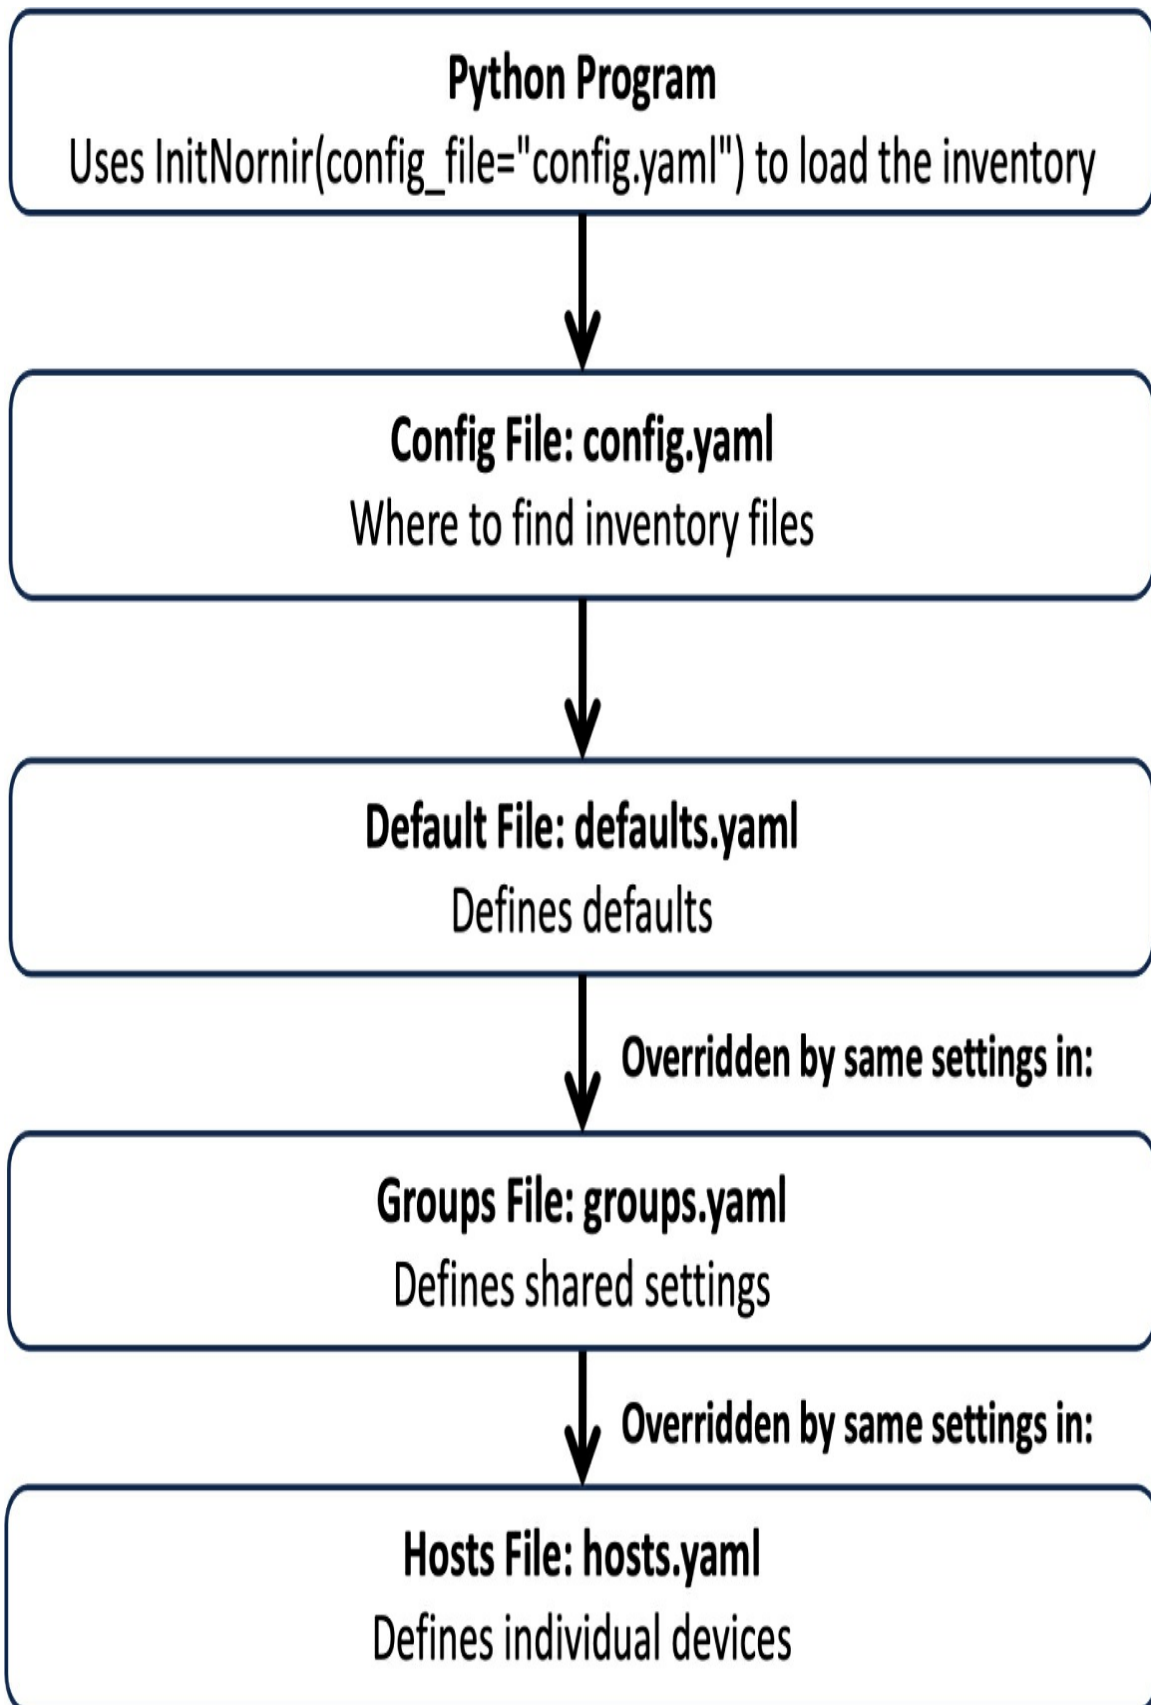 Python Program
Uses InitNornir(config_file="config.yaml") to load the inventory
Config File: config.yaml
Where to find inventory files
Default File: defaults.yaml
Defines defaults
Overridden by same settings in:
Groups File: groups.yaml
Defines shared settings
Overridden by same settings in:
Hosts File: hosts.yaml
Defines individual devices